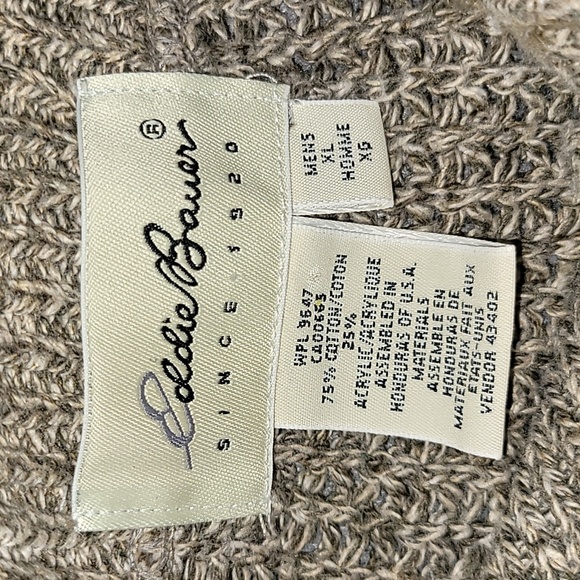 Eddie Bauer®
SINCE · 1920
MENS
XL
HOMME
XG
WPL 9647
CA00665
75% COTTON/COTON
25%
ACRYLIC/ACRYLIQUE
ASSEMBLED IN
HONDURAS OF U.S.A.
MATERIALS
ASSEMBLE EN
HONDURAS DE
MATERIAUX FAIT AUX
ETATS-UNIS
VENDOR 43402